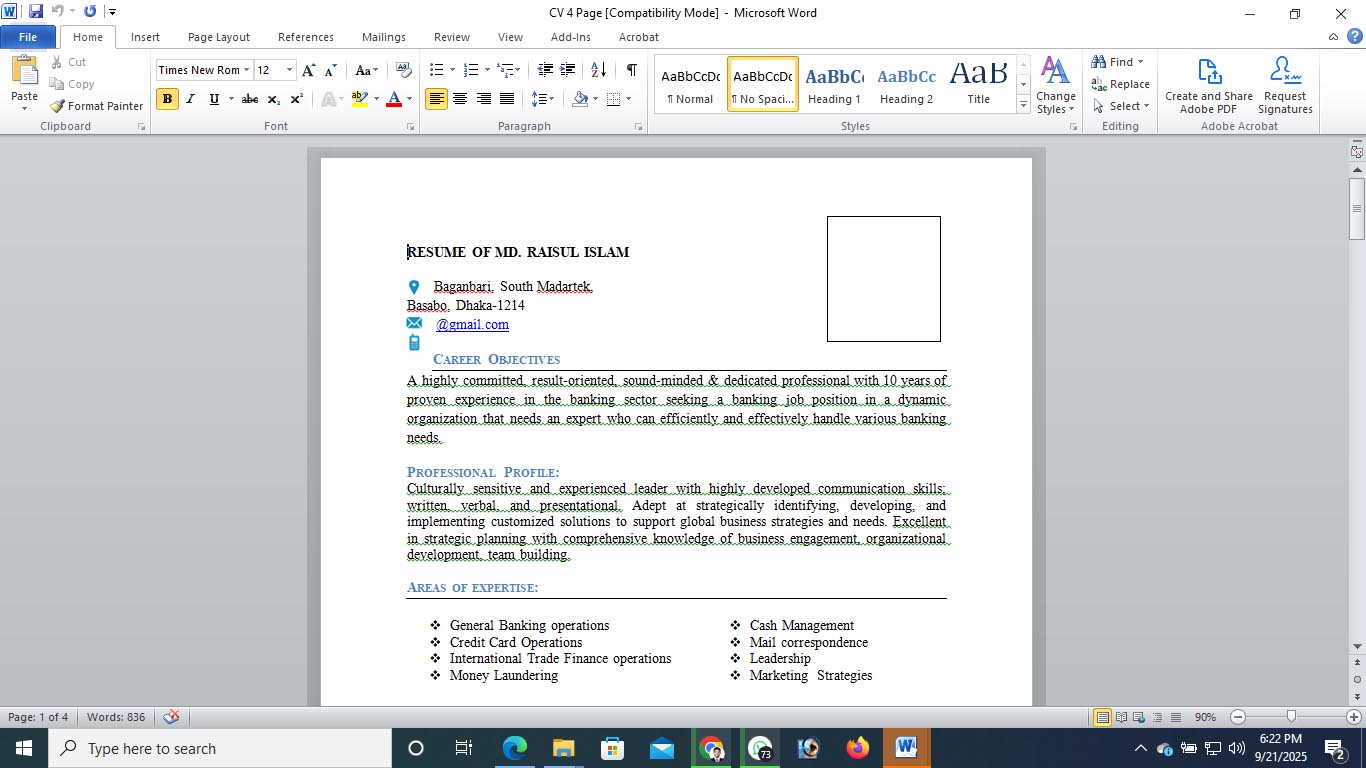 CV 4 Page [Compatibility Mode] - Microsoft Word
File Home Insert Page Layout References Mailings Review View Add-Ins Acrobat
Paste
Cut
Copy
Format Painter
Clipboard
Times New Rom 12
Font
Paragraph
AaBbCcDc AaBbCcDc AaBbC AaBbCc AaB
¶ Normal ¶ No Spaci... Heading 1 Heading 2 Title
Change Styles
Styles
Find
Replace
Select
Editing
Create and Share Adobe PDF
Request Signatures
Adobe Acrobat
RESUME OF MD. RAISUL ISLAM
Baganbari, South Madartek,
Basabo, Dhaka-1214
@gmail.com
CAREER OBJECTIVES
A highly committed, result-oriented, sound-minded & dedicated professional with 10 years of
proven experience in the banking sector seeking a banking job position in a dynamic
organization that needs an expert who can efficiently and effectively handle various banking
needs.
PROFESSIONAL PROFILE:
Culturally sensitive and experienced leader with highly developed communication skills:
written, verbal, and presentational. Adept at strategically identifying, developing, and
implementing customized solutions to support global business strategies and needs. Excellent
in strategic planning with comprehensive knowledge of business engagement, organizational
development, team building.
AREAS OF EXPERTISE:
❖ General Banking operations
❖ Credit Card Operations
❖ International Trade Finance operations
❖ Money Laundering
❖ Cash Management
❖ Mail correspondence
❖ Leadership
❖ Marketing Strategies
Page: 1 of 4 Words: 836 90%
Type here to search
73
6:22 PM
9/21/2025
2